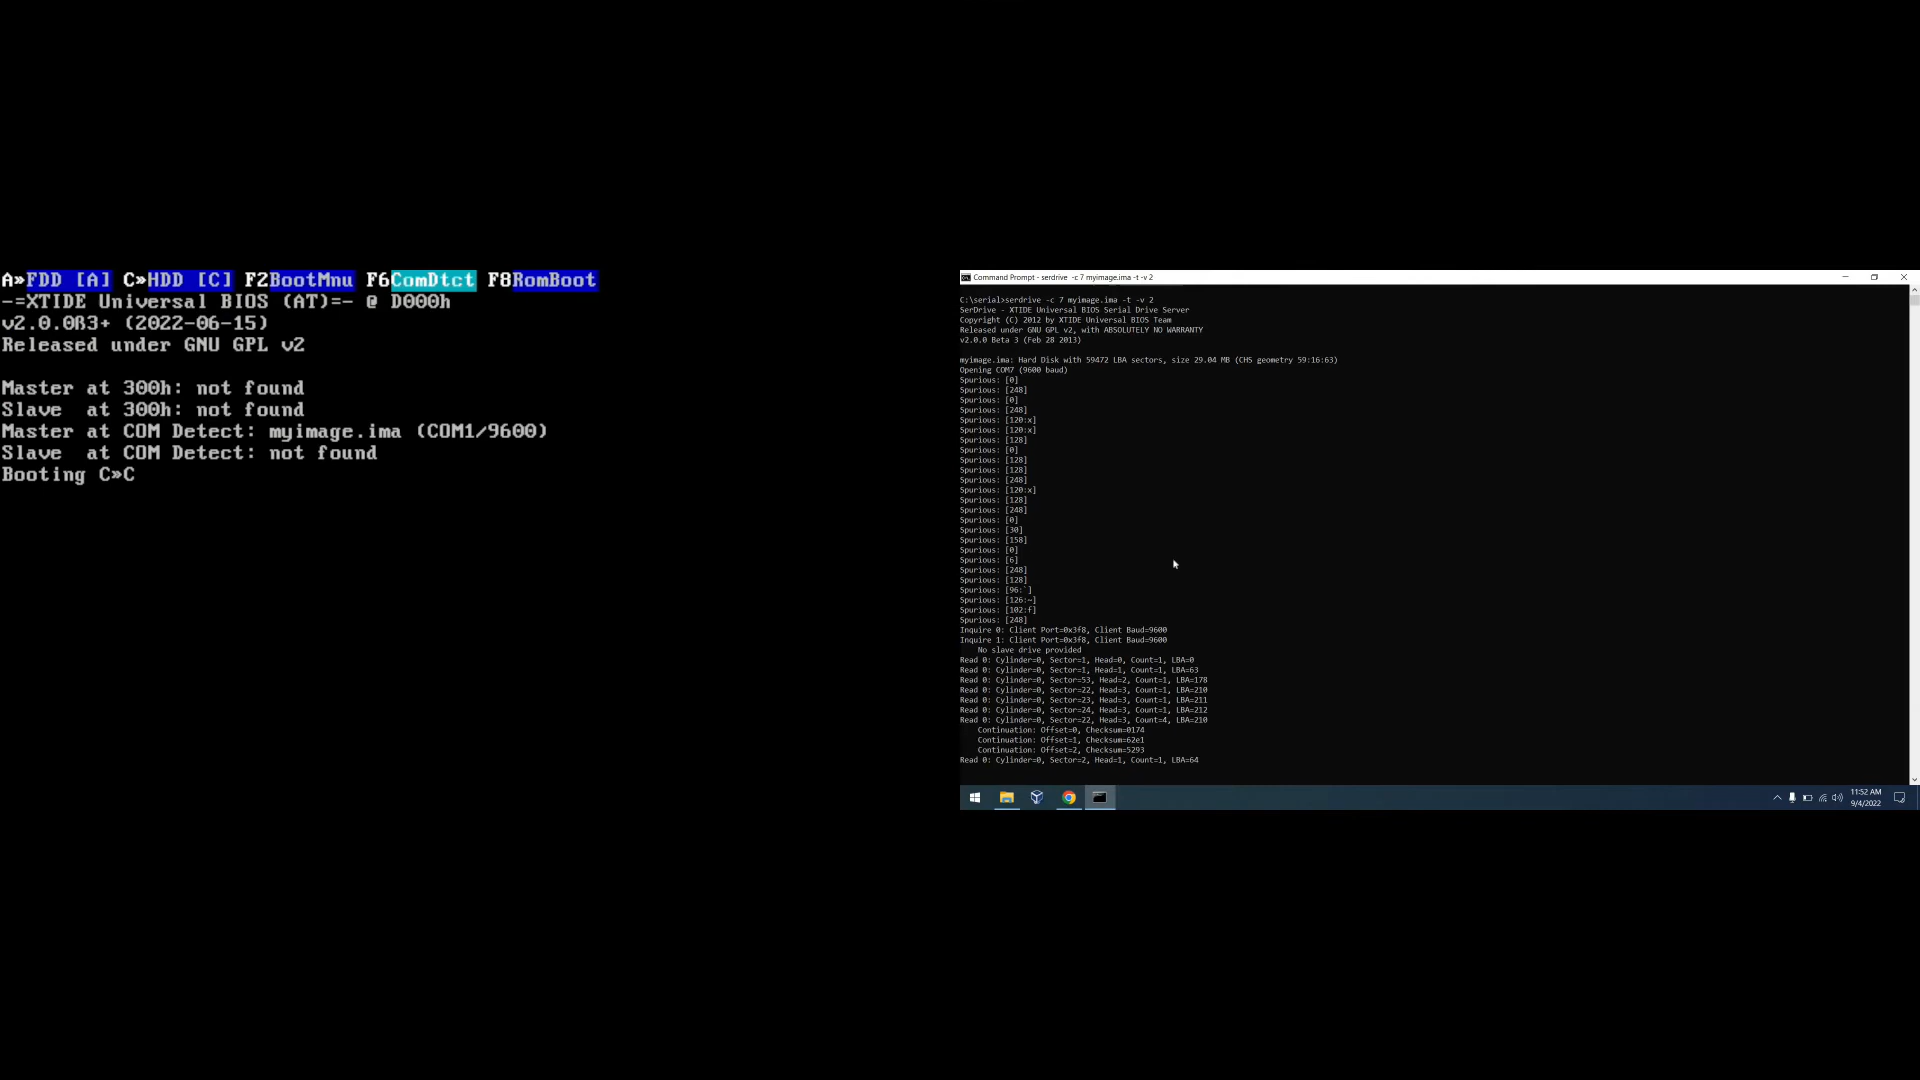 A»FDD [A] C»HDD [C] F2BootMnu F6ComDtct F8RomBoot
-=XTIDE Universal BIOS (AT)=- @ D000h
v2.0.0ß3+ (2022-06-15)
Released under GNU GPL v2
Master at 300h: not found
Slave  at 300h: not found
Master at COM Detect: myimage.ima (COM1/9600)
Slave  at COM Detect: not found
Booting C»C
Command Prompt - serdrive -c 7 myimage.ima -t -v 2
C:\serial>serdrive -c 7 myimage.ima -t -v 2
SerDrive - XTIDE Universal BIOS Serial Drive Server
Copyright (C) 2012 by XTIDE Universal BIOS Team
Released under GNU GPL v2, with ABSOLUTELY NO WARRANTY
v2.0.0 Beta 3 (Feb 28 2013)
myimage.ima: Hard Disk with 59472 LBA sectors, size 29.04 MB (CHS geometry 59:16:63)
Opening COM7 (9600 baud)
Spurious: [0]
Spurious: [248]
Spurious: [0]
Spurious: [248]
Spurious: [120:x]
Spurious: [120:x]
Spurious: [128]
Spurious: [0]
Spurious: [128]
Spurious: [128]
Spurious: [248]
Spurious: [120:x]
Spurious: [128]
Spurious: [248]
Spurious: [0]
Spurious: [30]
Spurious: [158]
Spurious: [0]
Spurious: [6]
Spurious: [248]
Spurious: [128]
Spurious: [96:`]
Spurious: [126:~]
Spurious: [102:f]
Spurious: [248]
Inquire 0: Client Port=0x3f8, Client Baud=9600
Inquire 1: Client Port=0x3f8, Client Baud=9600
No slave drive provided
Read 0: Cylinder=0, Sector=1, Head=0, Count=1, LBA=0
Read 0: Cylinder=0, Sector=1, Head=1, Count=1, LBA=63
Read 0: Cylinder=0, Sector=53, Head=2, Count=1, LBA=178
Read 0: Cylinder=0, Sector=22, Head=3, Count=1, LBA=210
Read 0: Cylinder=0, Sector=23, Head=3, Count=1, LBA=211
Read 0: Cylinder=0, Sector=24, Head=3, Count=1, LBA=212
Read 0: Cylinder=0, Sector=22, Head=3, Count=4, LBA=210
Continuation: Offset=0, Checksum=0174
Continuation: Offset=1, Checksum=62e1
Continuation: Offset=2, Checksum=5293
Read 0: Cylinder=0, Sector=2, Head=1, Count=1, LBA=64
11:52 AM
9/4/2022